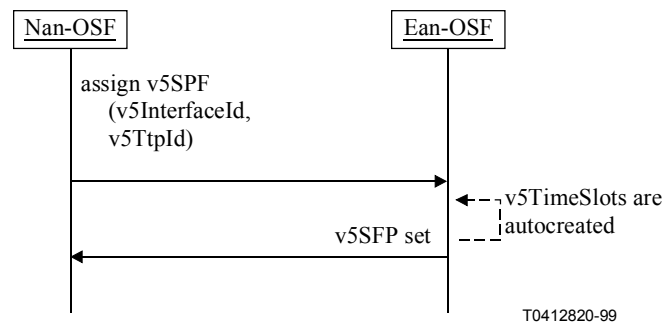 Nan-OSF
Ean-OSF
assign v5SPF
(v5InterfaceId,
v5TtpId)
v5TimeSlots are
autocreated
v5SFP set
T0412820-99